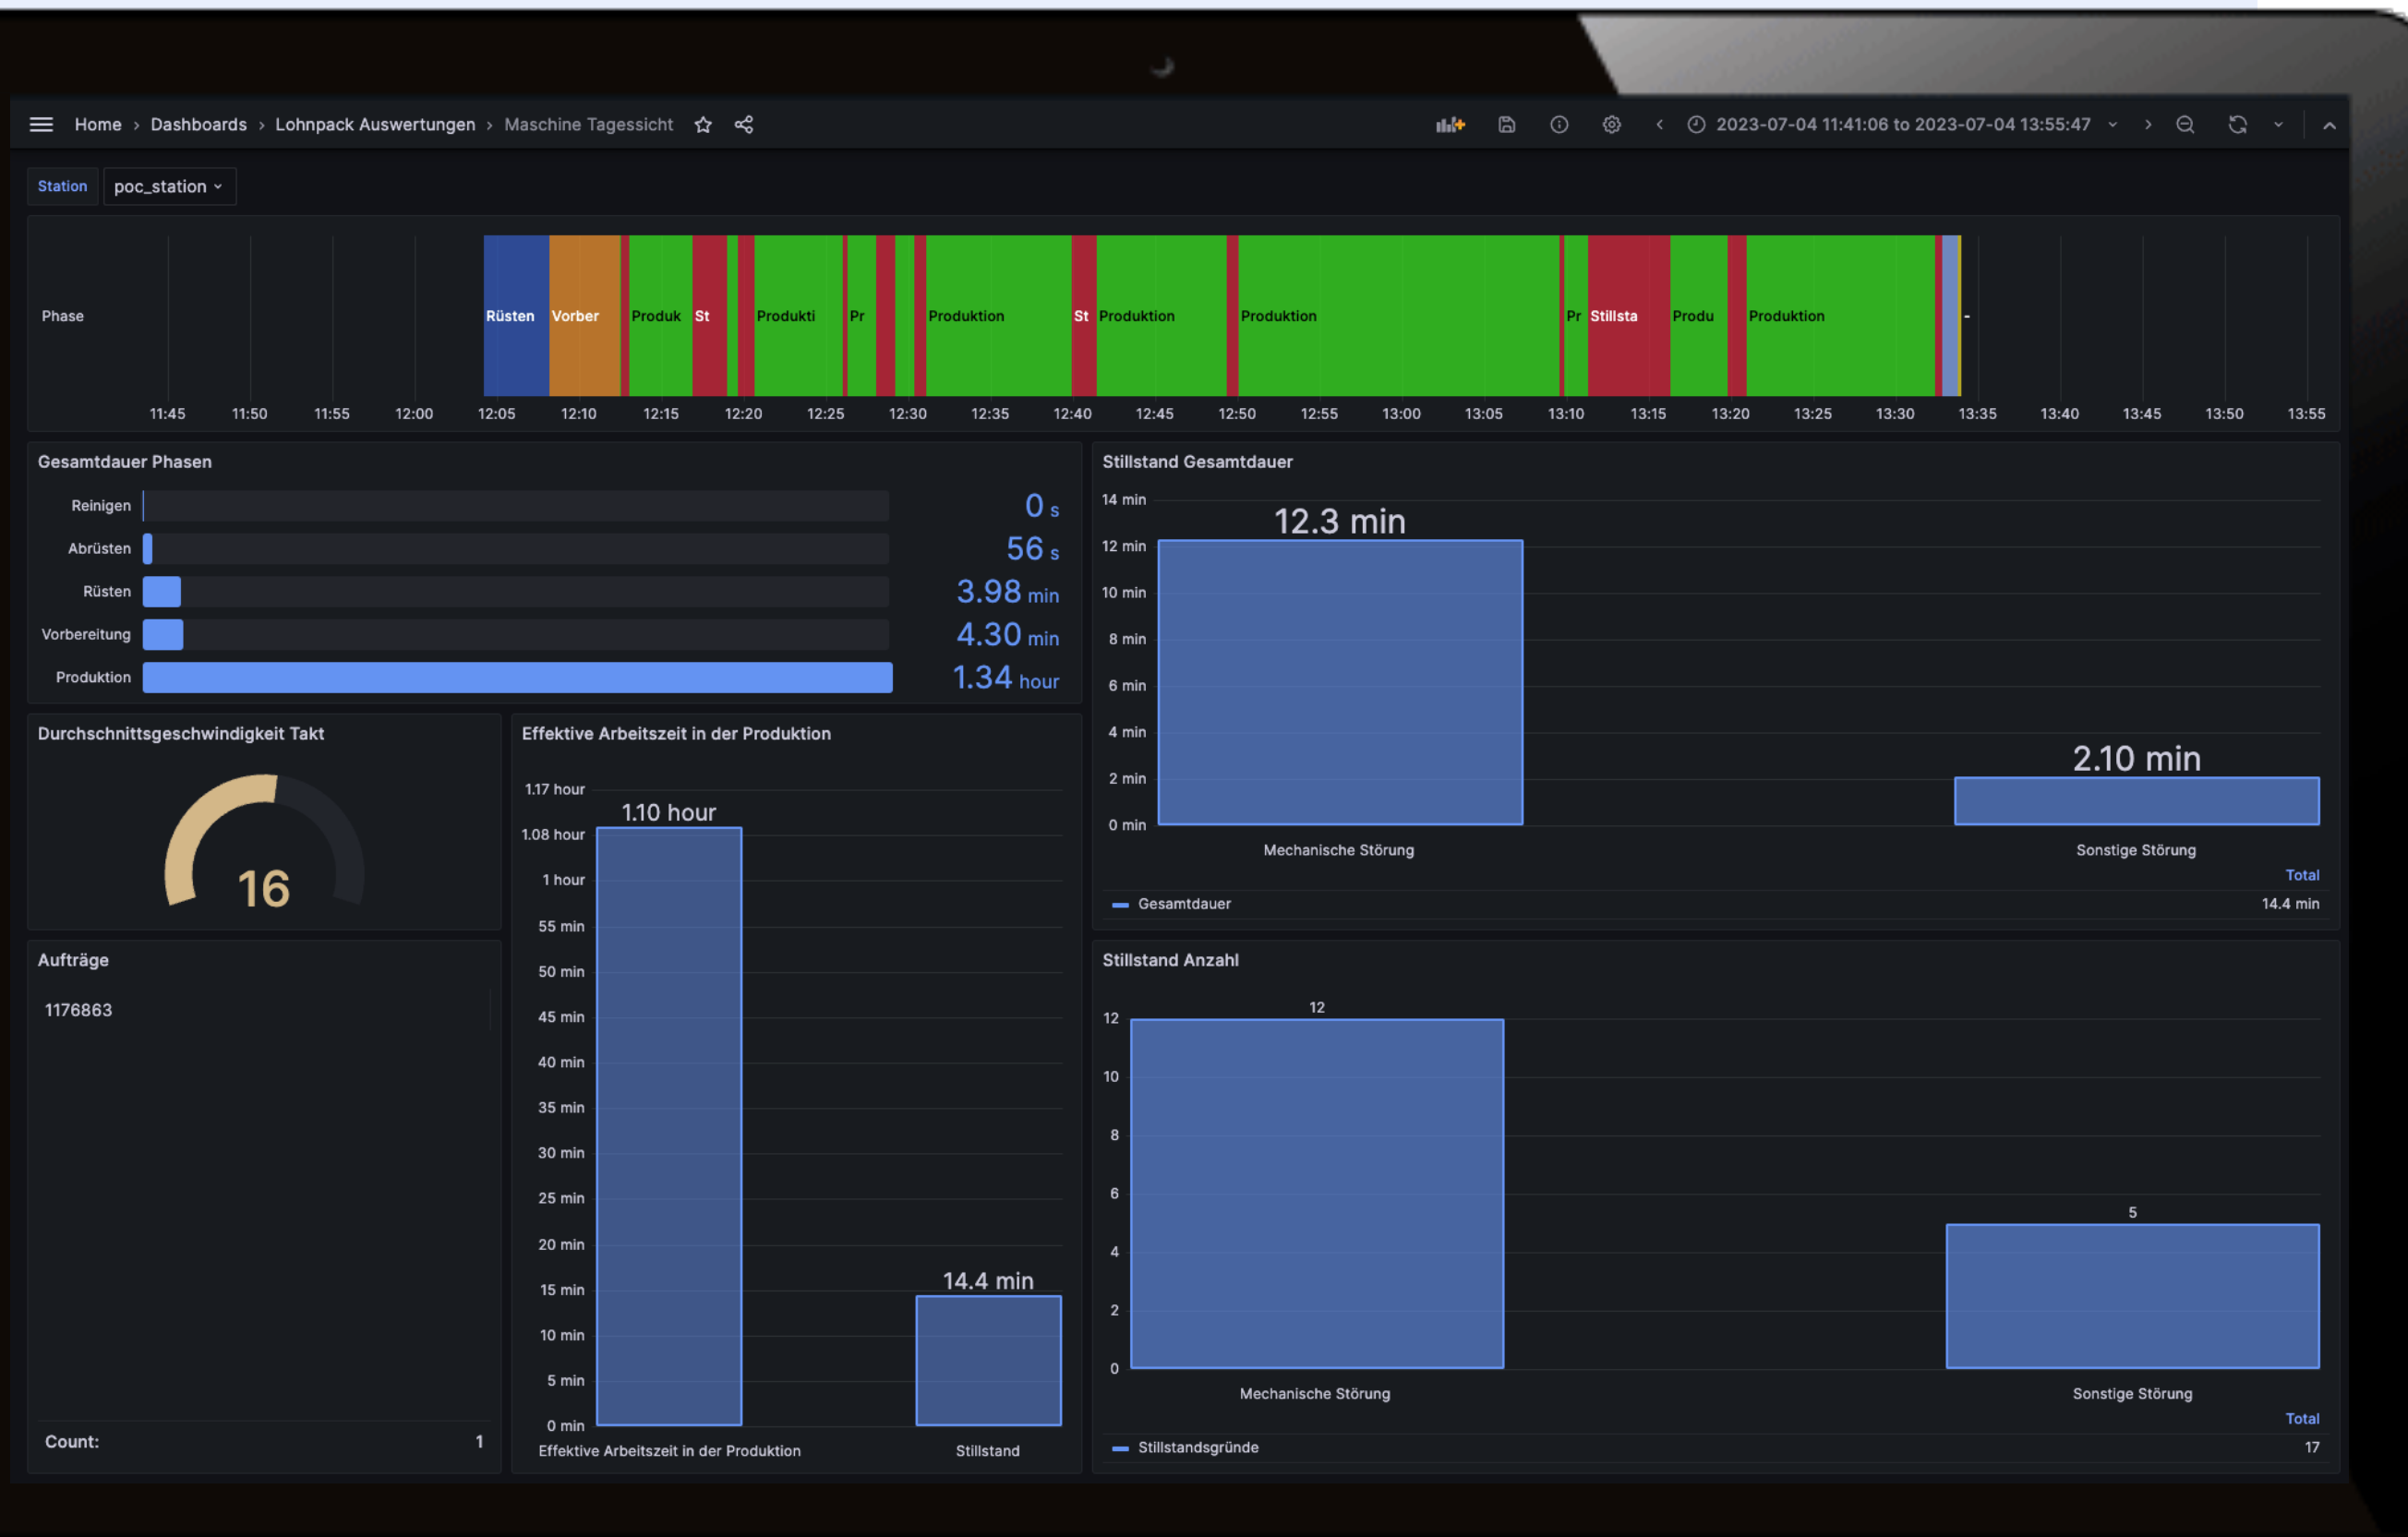 Home › Dashboards › Lohnpack Auswertungen › Maschine Tagessicht
2023-07-04 11:41:06 to 2023-07-04 13:55:47
Station poc_station
Phase
Rüsten Vorber Produk St Produkti Pr Produktion St Produktion Produktion Pr Stillsta Produ Produktion -
11:45 11:50 11:55 12:00 12:05 12:10 12:15 12:20 12:25 12:30 12:35 12:40 12:45 12:50 12:55 13:00 13:05 13:10 13:15 13:20 13:25 13:30 13:35 13:40 13:45 13:50 13:55
Gesamtdauer Phasen
Reinigen 0 s
Abrüsten 56 s
Rüsten 3.98 min
Vorbereitung 4.30 min
Produktion 1.34 hour
Stillstand Gesamtdauer
14 min
12.3 min
12 min
10 min
8 min
6 min
4 min
2.10 min
2 min
0 min
Mechanische Störung Sonstige Störung
Total
Gesamtdauer 14.4 min
Durchschnittsgeschwindigkeit Takt
16
Effektive Arbeitszeit in der Produktion
1.17 hour
1.10 hour
1.08 hour
1 hour
55 min
50 min
45 min
40 min
35 min
30 min
25 min
20 min
14.4 min
15 min
10 min
5 min
0 min
Effektive Arbeitszeit in der Produktion Stillstand
Aufträge
1176863
Count: 1
Stillstand Anzahl
12
12
10
8
6
5
4
2
0
Mechanische Störung Sonstige Störung
Total
Stillstandsgründe 17